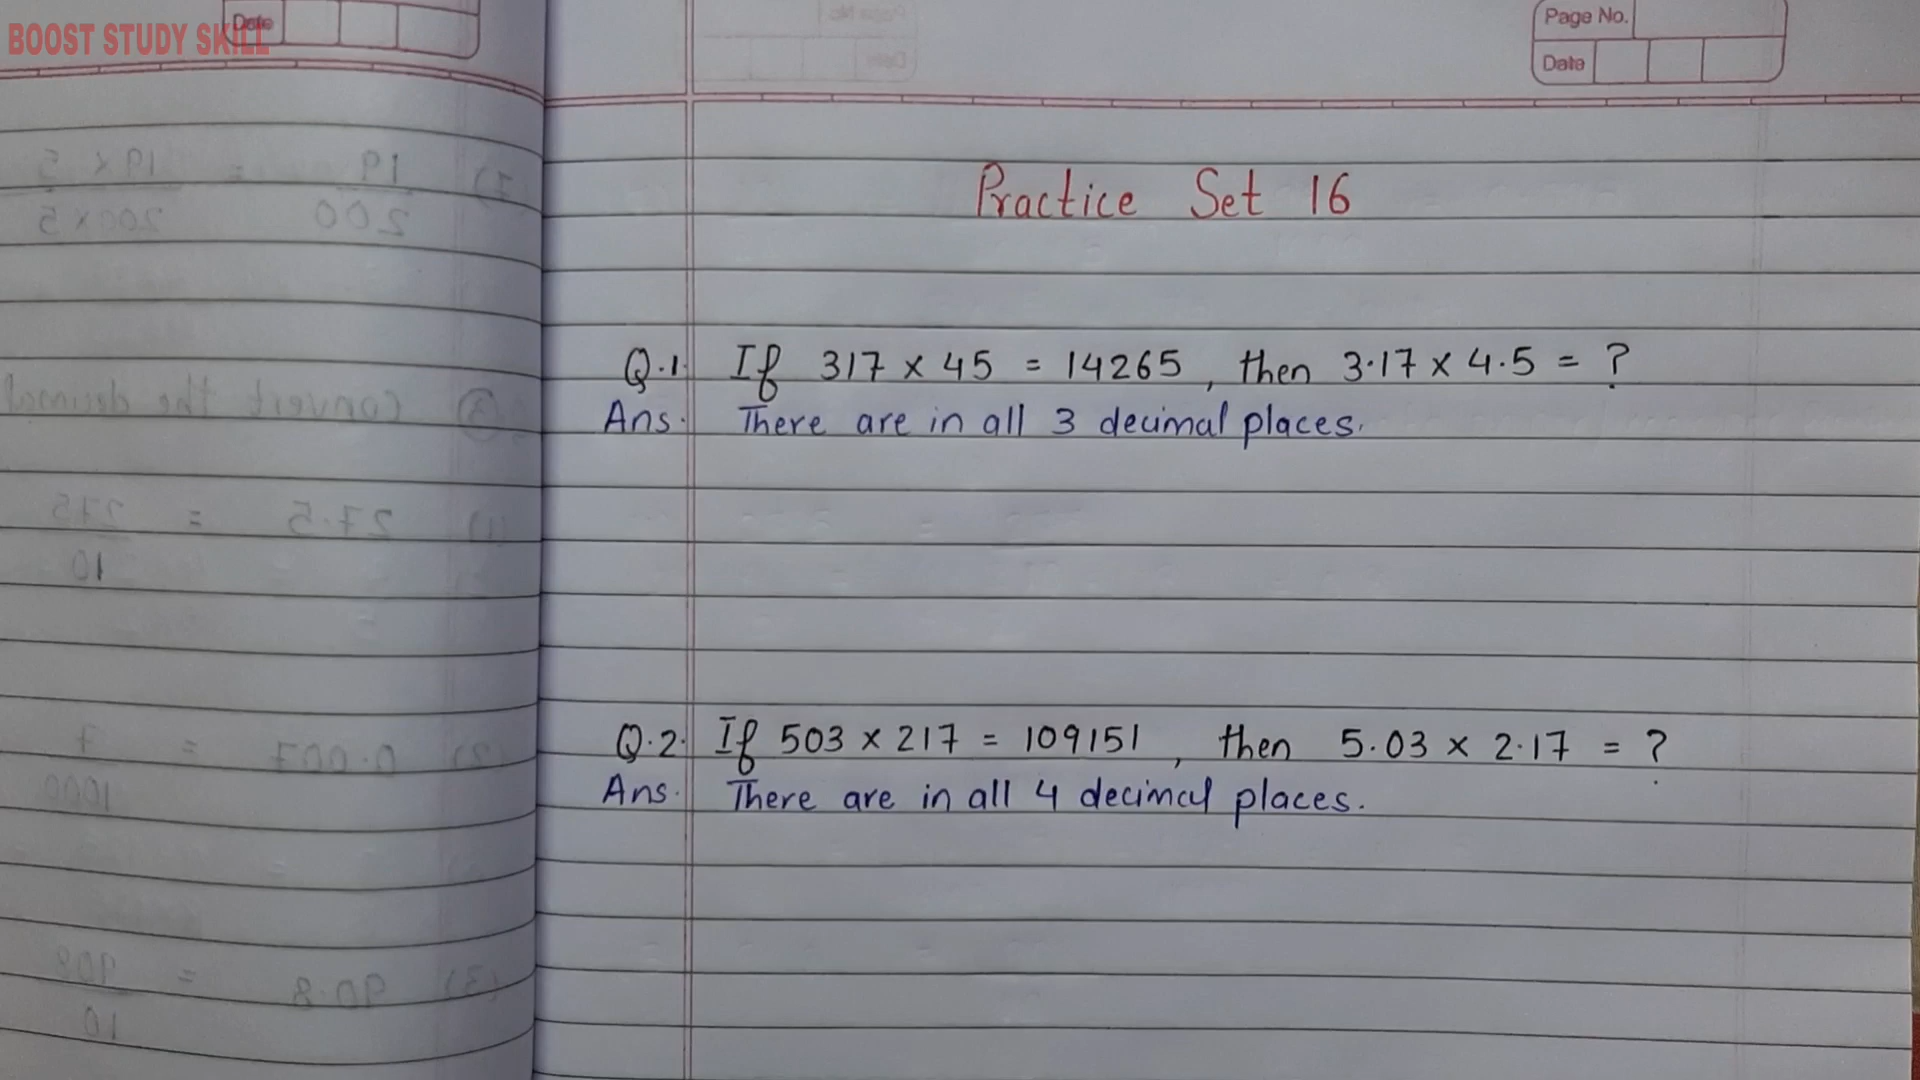 BOOST STUDY SKILL
Date
Page No.
Date
Practice Set 16
Q.1. If 317 × 45 = 14265, then 3.17 × 4.5 = ?
Ans. There are in all 3 decimal places.
Q.2. If 503 × 217 = 109151, then 5.03 × 2.17 = ?
Ans. There are in all 4 decimal places.